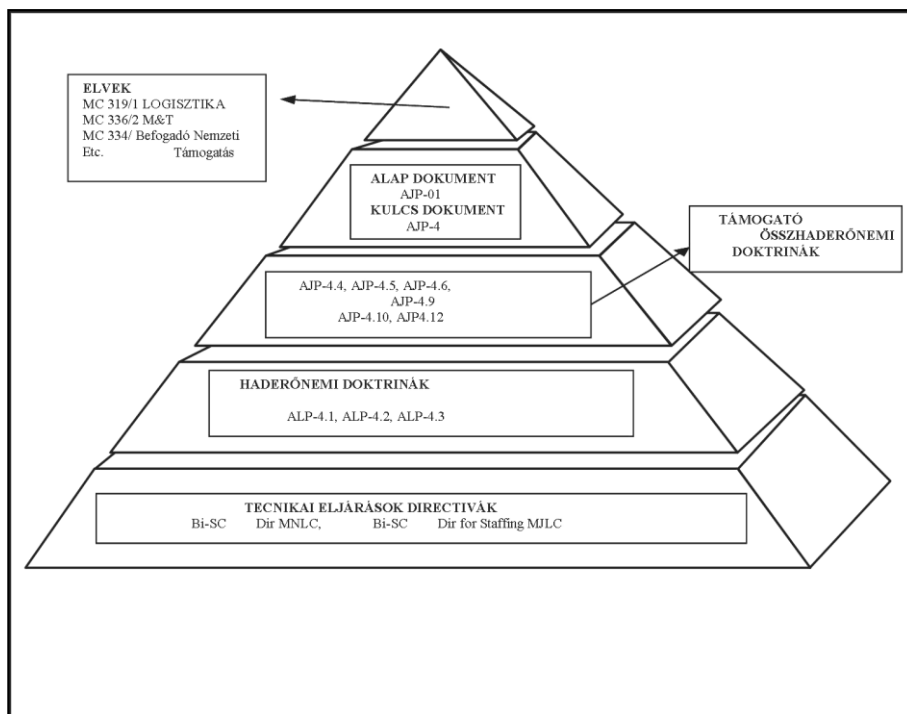 ELVEK
MC 319/1 LOGISZTIKA
MC 336/2 M&T
MC 334/ Befogadó Nemzeti
Etc. Támogatás
ALAP DOKUMENT
AJP-01
KULCS DOKUMENT
AJP-4
TÁMOGATÓ
ÖSSZHADERŐNEMI
DOKTRINÁK
AJP-4.4, AJP-4.5, AJP-4.6,
AJP-4.9
AJP-4.10, AJP4.12
HADERŐNEMI DOKTRINÁK
ALP-4.1, ALP-4.2, ALP-4.3
TECNIKAI ELJÁRÁSOK DIRECTIVÁK
Bi-SC Dir MNLC, Bi-SC Dir for Staffing MJLC